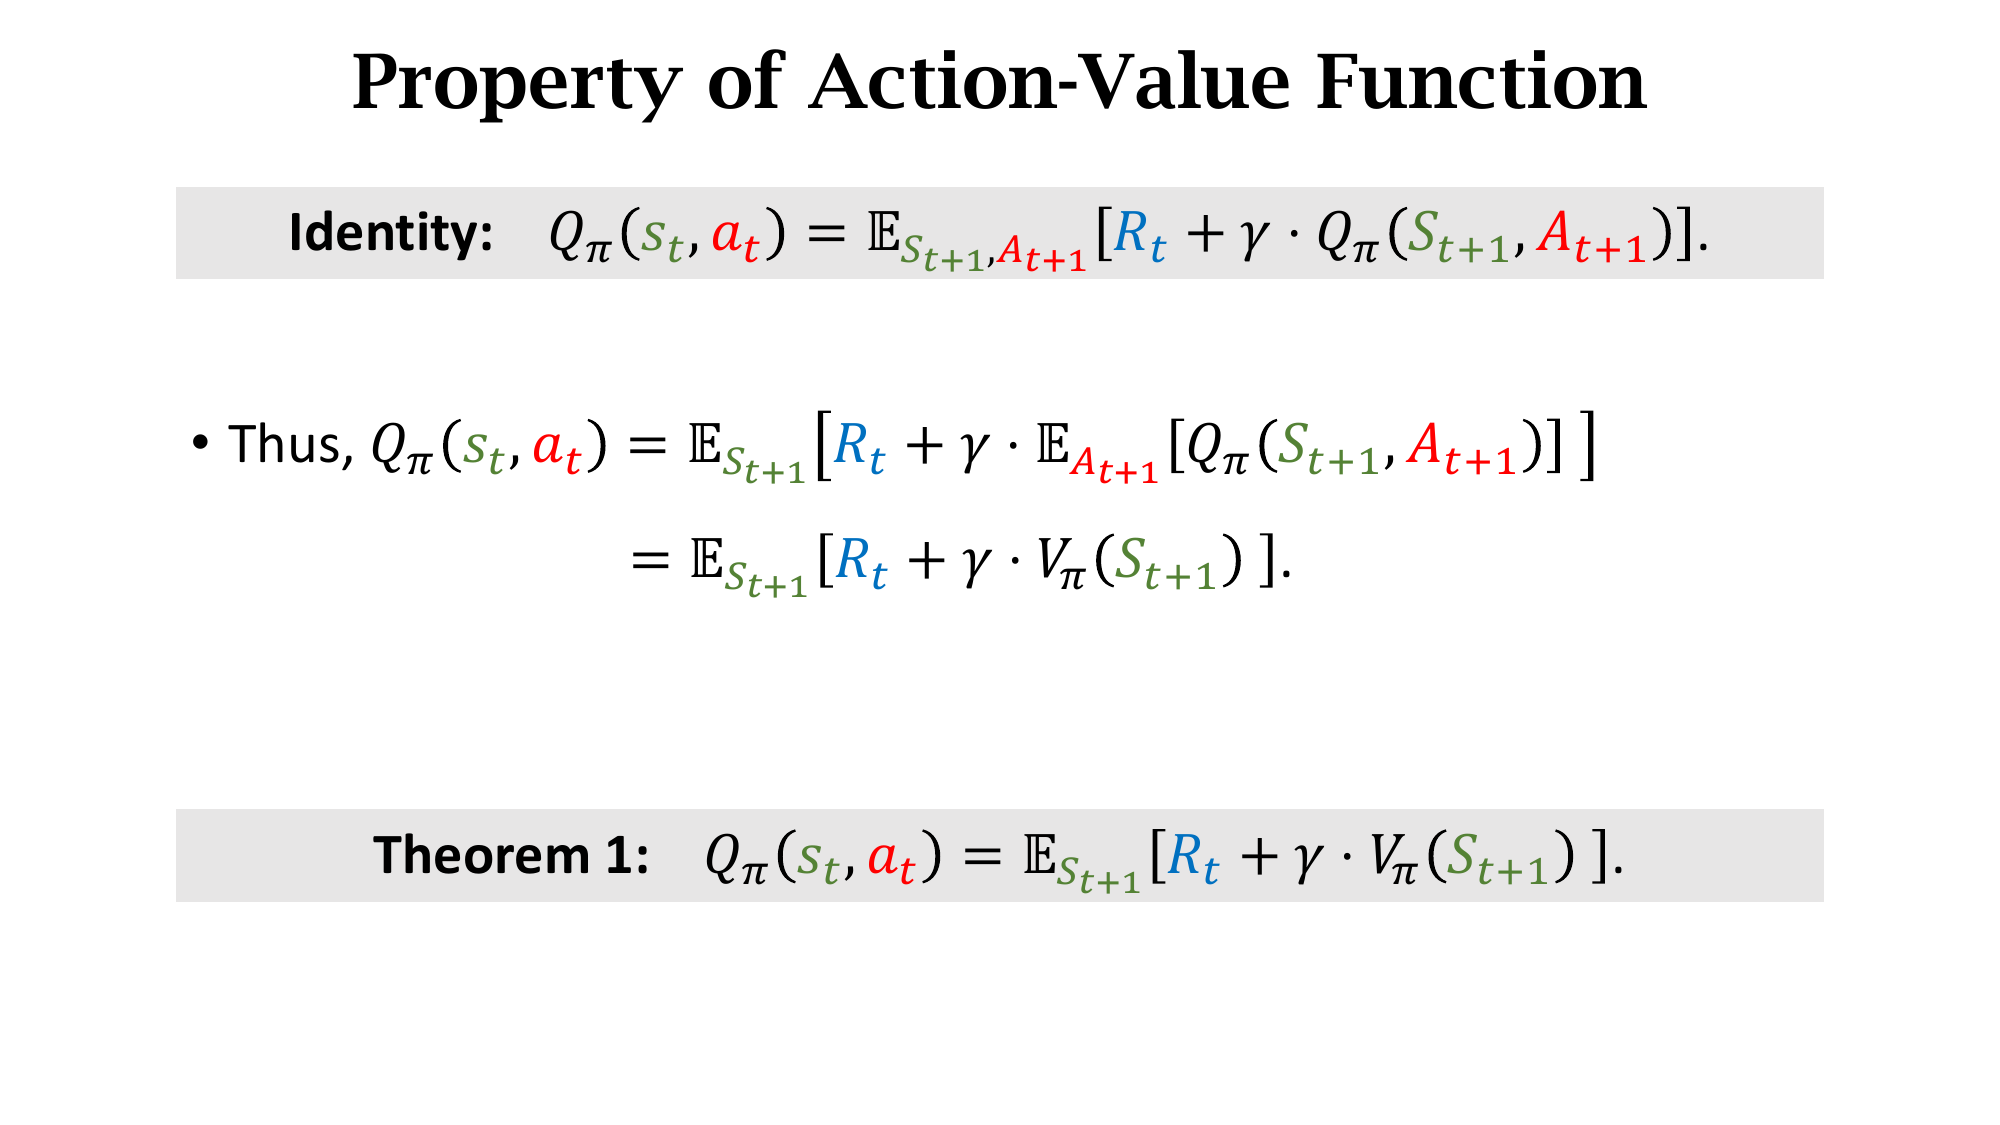 Property of Action-Value Function
Identity: $Q_\pi(s_t, a_t) = \mathbb{E}_{S_{t+1}, A_{t+1}}[R_t + \gamma \cdot Q_\pi(S_{t+1}, A_{t+1})].$
• Thus, $Q_\pi(s_t, a_t) = \mathbb{E}_{S_{t+1}}[R_t + \gamma \cdot \mathbb{E}_{A_{t+1}}[Q_\pi(S_{t+1}, A_{t+1})]]$
$= \mathbb{E}_{S_{t+1}}[R_t + \gamma \cdot V_\pi(S_{t+1})].$
Theorem 1: $Q_\pi(s_t, a_t) = \mathbb{E}_{S_{t+1}}[R_t + \gamma \cdot V_\pi(S_{t+1})].$